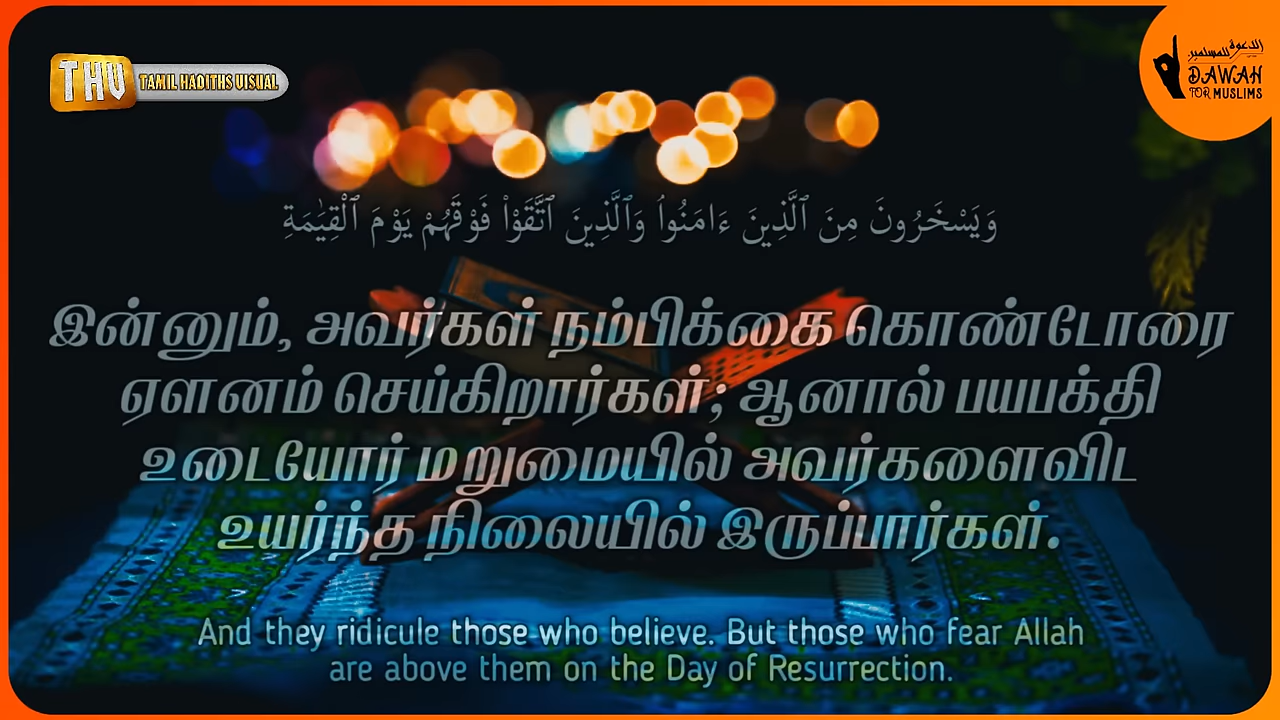 THV TAMIL HADITHS VISUAL
الدعوة للمسلمين
DAWAH
FOR MUSLIMS
وَيَسْخَرُونَ مِنَ ٱلَّذِينَ ءَامَنُوا۟ وَٱلَّذِينَ ٱتَّقَوْا۟ فَوْقَهُمْ يَوْمَ ٱلْقِيَـٰمَةِ
இன்னும், அவர்கள் நம்பிக்கை கொண்டோரை
ஏளனம் செய்கிறார்கள்; ஆனால் பயபக்தி
உடையோர் மறுமையில் அவர்களைவிட
உயர்ந்த நிலையில் இருப்பார்கள்.
And they ridicule those who believe. But those who fear Allah
are above them on the Day of Resurrection.